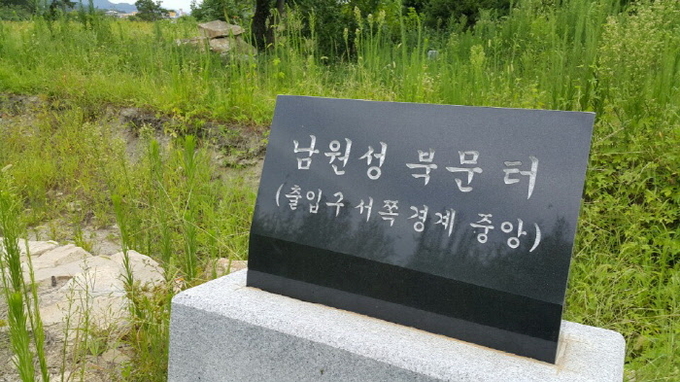 남원성 북문 터
(출입구 서쪽 경계 중앙)